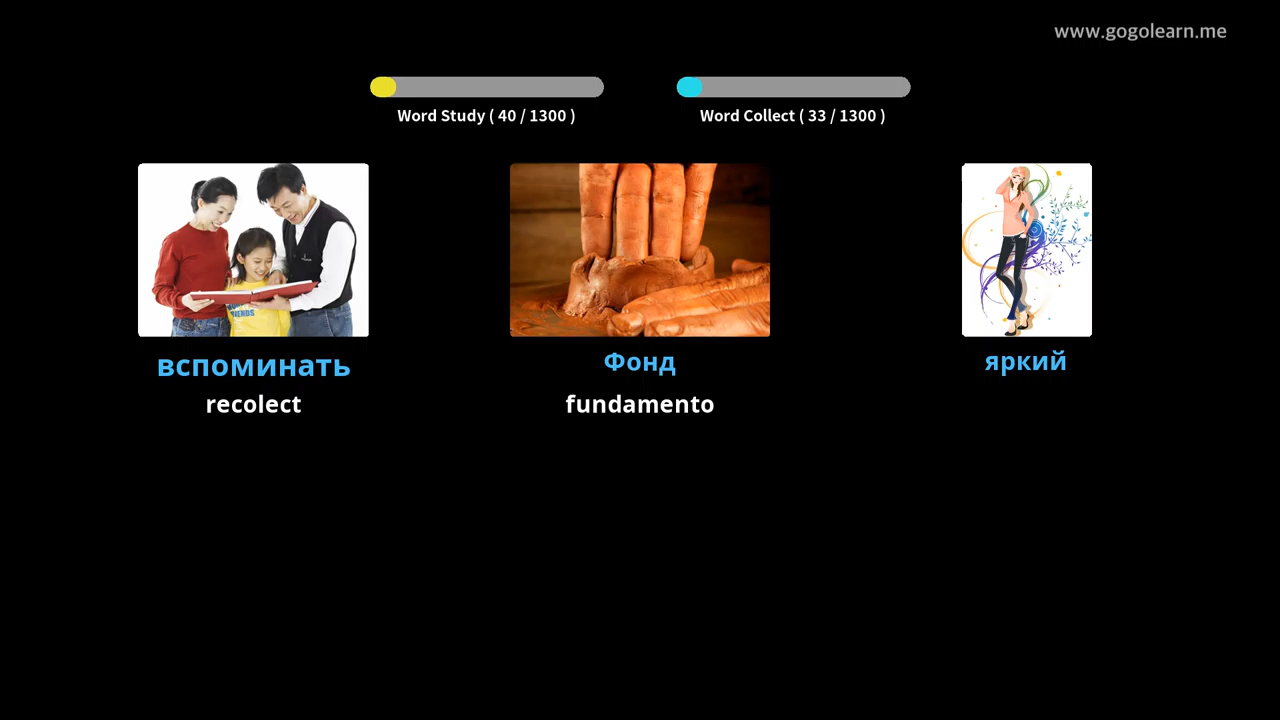 www.gogolearn.me
Word Study ( 40 / 1300 )
Word Collect ( 33 / 1300 )
вспоминать
recolect
Фонд
fundamento
яркий